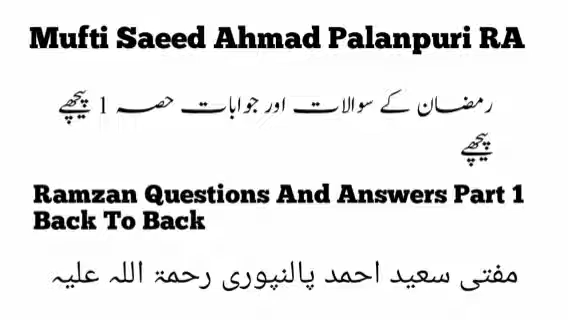 Mufti Saeed Ahmad Palanpuri RA
رمضان کے سوالات اور جوابات حصہ 1 پیچھے
پیچھے
Ramzan Questions And Answers Part 1
Back To Back
مفتی سعید احمد پالنپوری رحمۃ اللہ علیہ